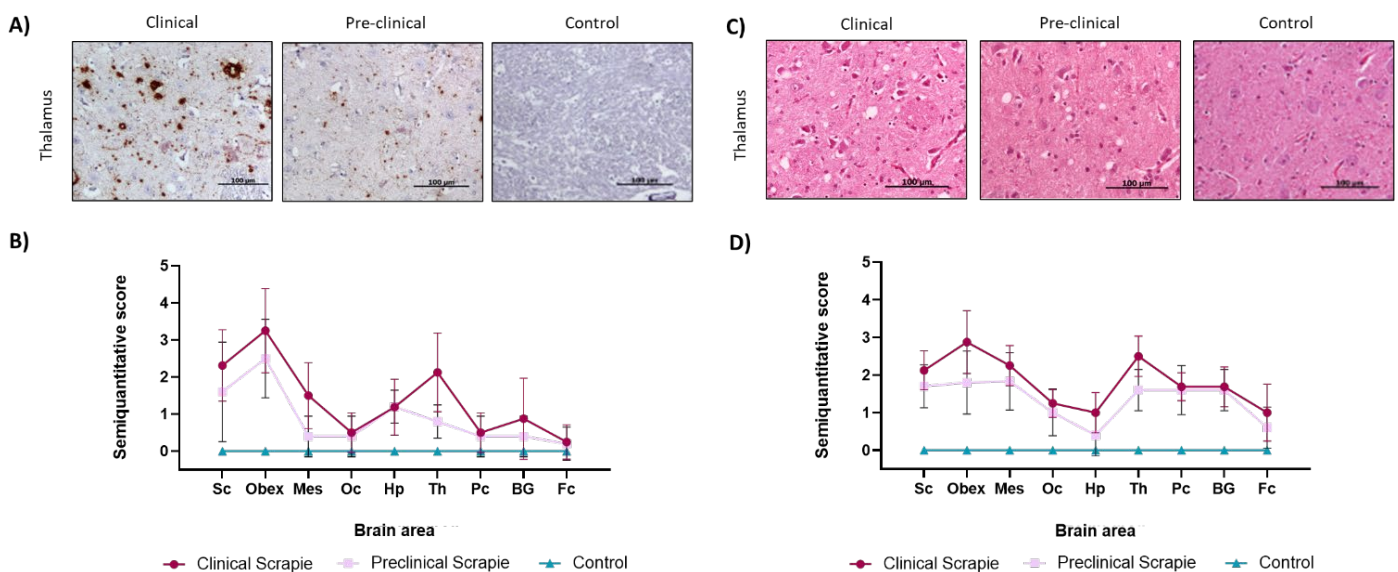 A)
Clinical
Pre-clinical
Control
Thalamus
100 µm
100 µm
100 µm
B)
Semiquantitative score
5
4
3
2
1
0
Sc Obex Mes Oc Hp Th Pc BG Fc
Brain area
Clinical Scrapie Preclinical Scrapie Control
C)
Clinical
Pre-clinical
Control
Thalamus
100 µm
100 µm
100 µm
D)
Semiquantitative score
5
4
3
2
1
0
Sc Obex Mes Oc Hp Th Pc BG Fc
Brain area
Clinical Scrapie Preclinical Scrapie Control